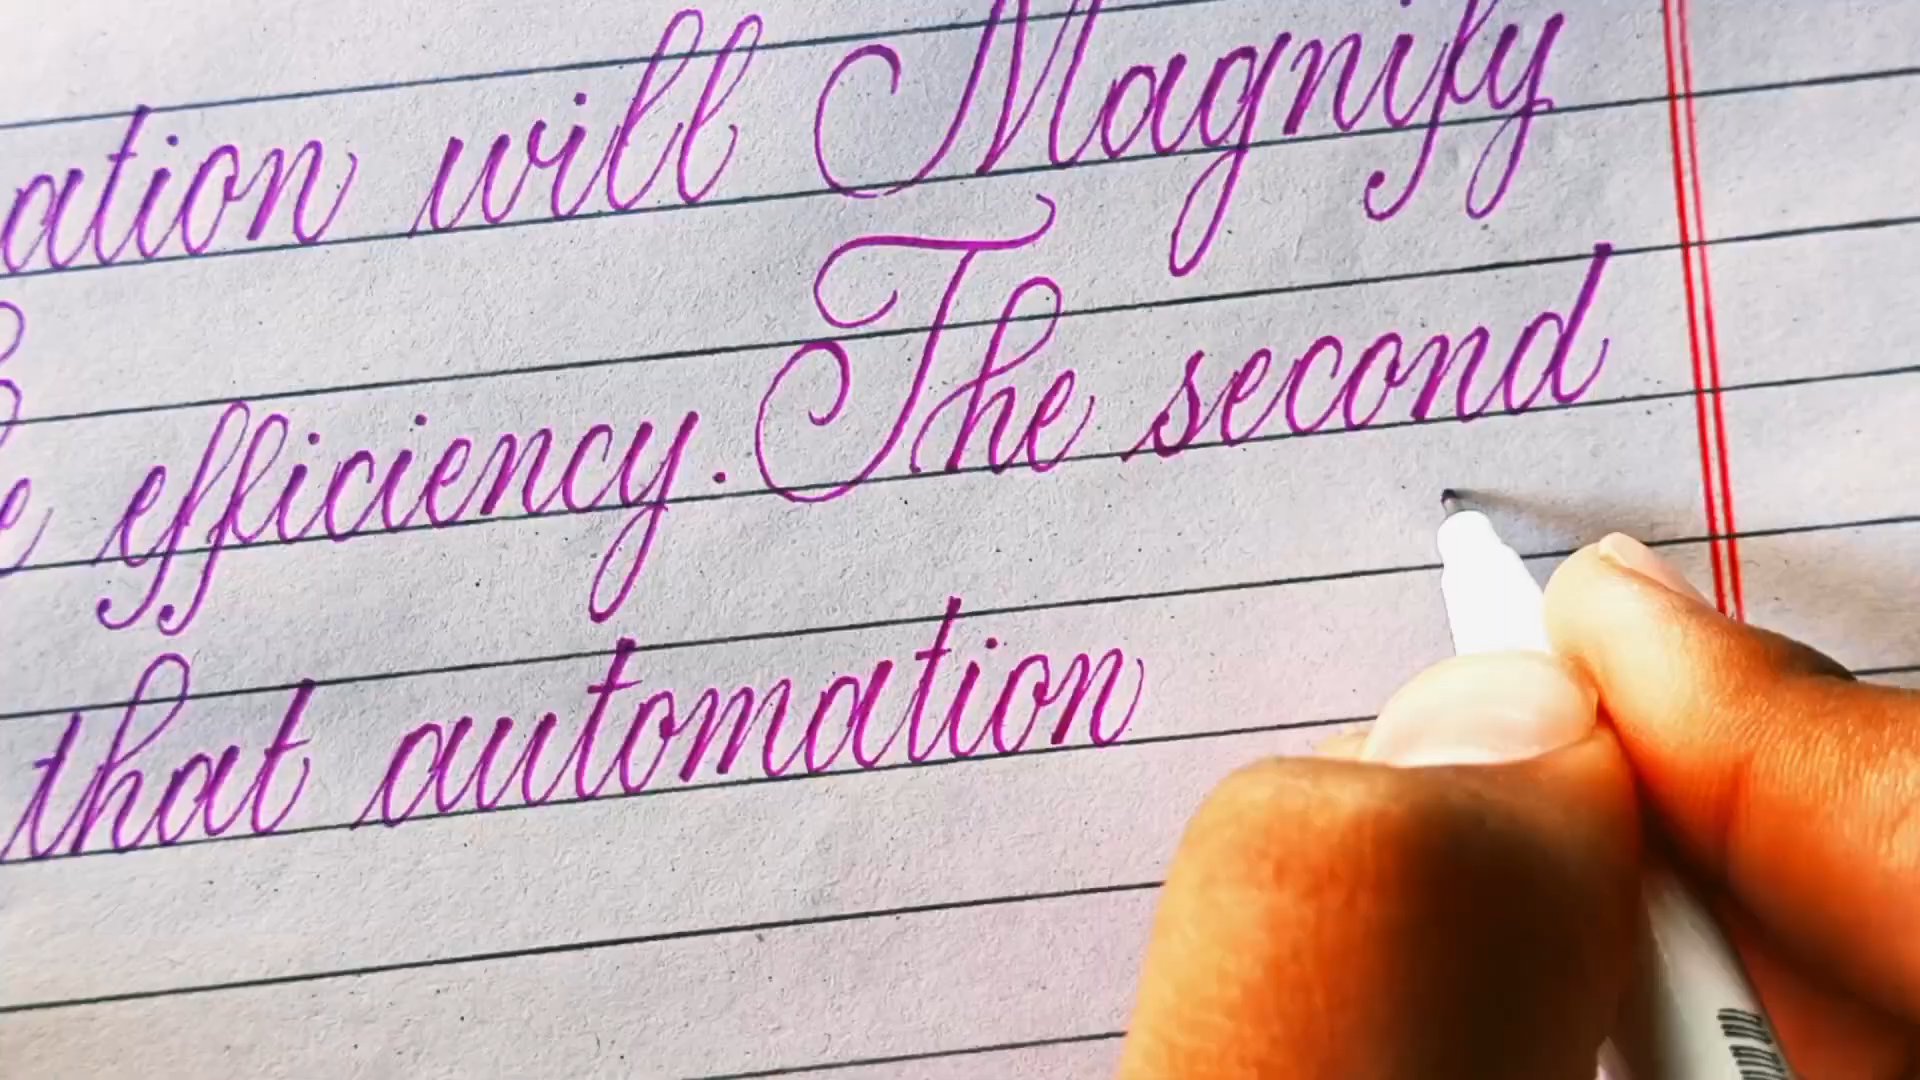 ation will Magnify
e efficiency. The second
that automation